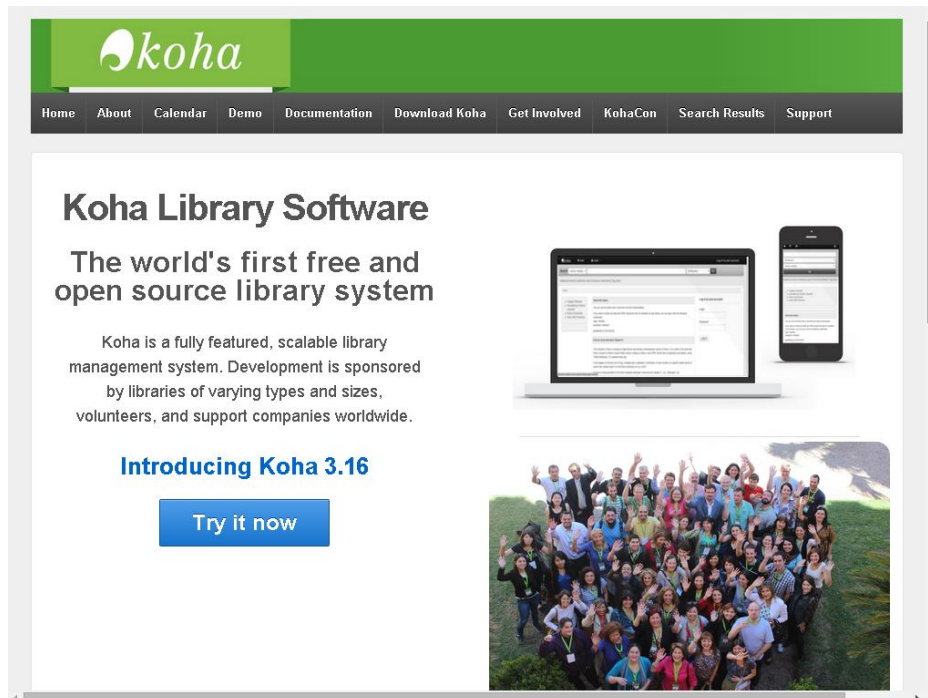 koha
Home About Calendar Demo Documentation Download Koha Get Involved KohaCon Search Results Support
Koha Library Software
The world's first free and
open source library system
Koha is a fully featured, scalable library
management system. Development is sponsored
by libraries of varying types and sizes,
volunteers, and support companies worldwide.
Introducing Koha 3.16
Try it now